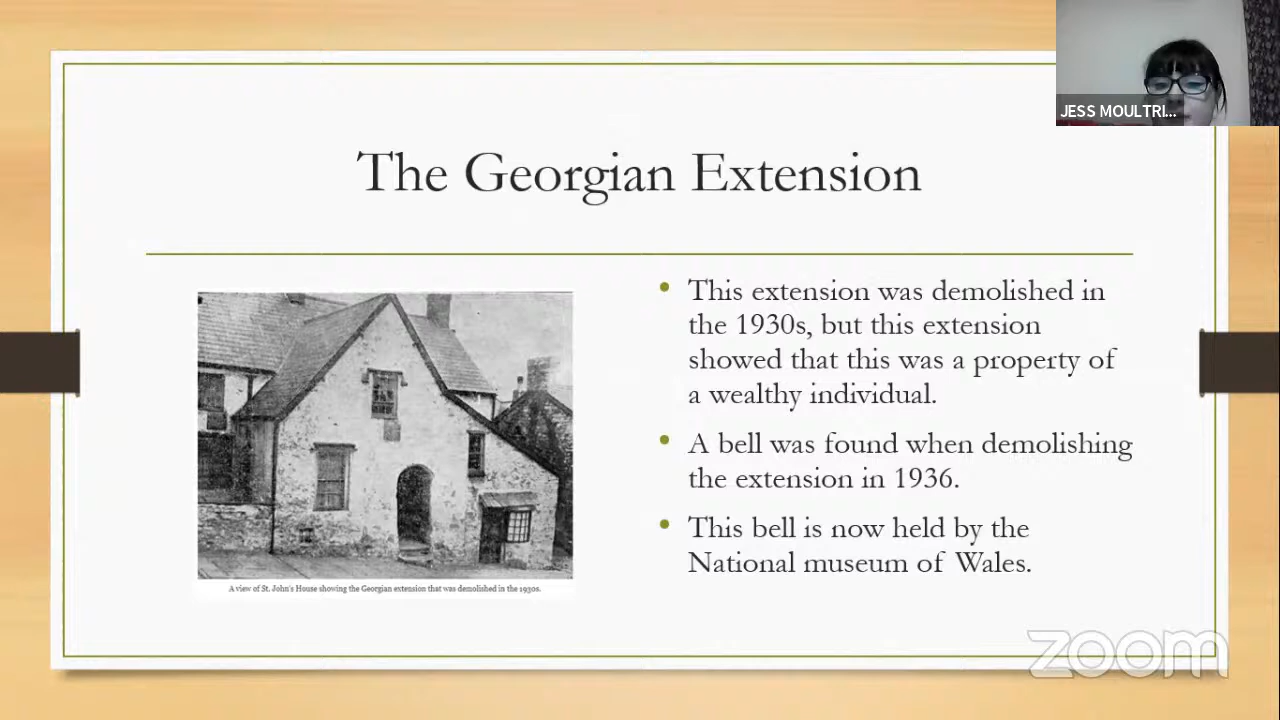 JESS MOULTRI...
The Georgian Extension
This extension was demolished in
the 1930s, but this extension
showed that this was a property of
a wealthy individual.
A bell was found when demolishing
the extension in 1936.
This bell is now held by the
National museum of Wales.
A view of St. John's House showing the Georgian extension that was demolished in the 1930s.
zoom